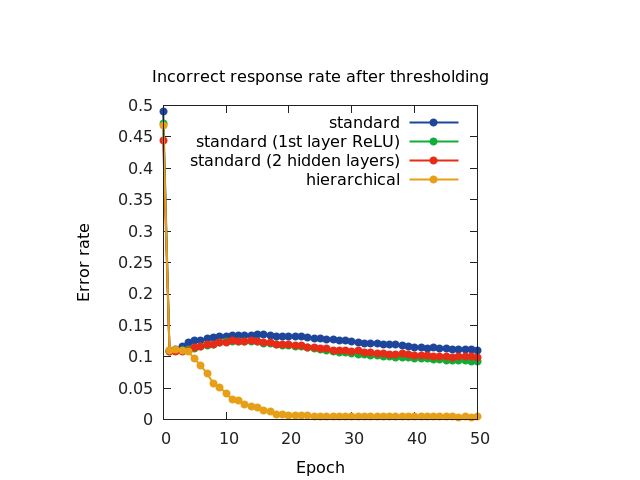 Incorrect response rate after thresholding
0.5
0.45
0.4
0.35
0.3
0.25
0.2
0.15
0.1
0.05
0
Error rate
standard
standard (1st layer ReLU)
standard (2 hidden layers)
hierarchical
0 10 20 30 40 50
Epoch